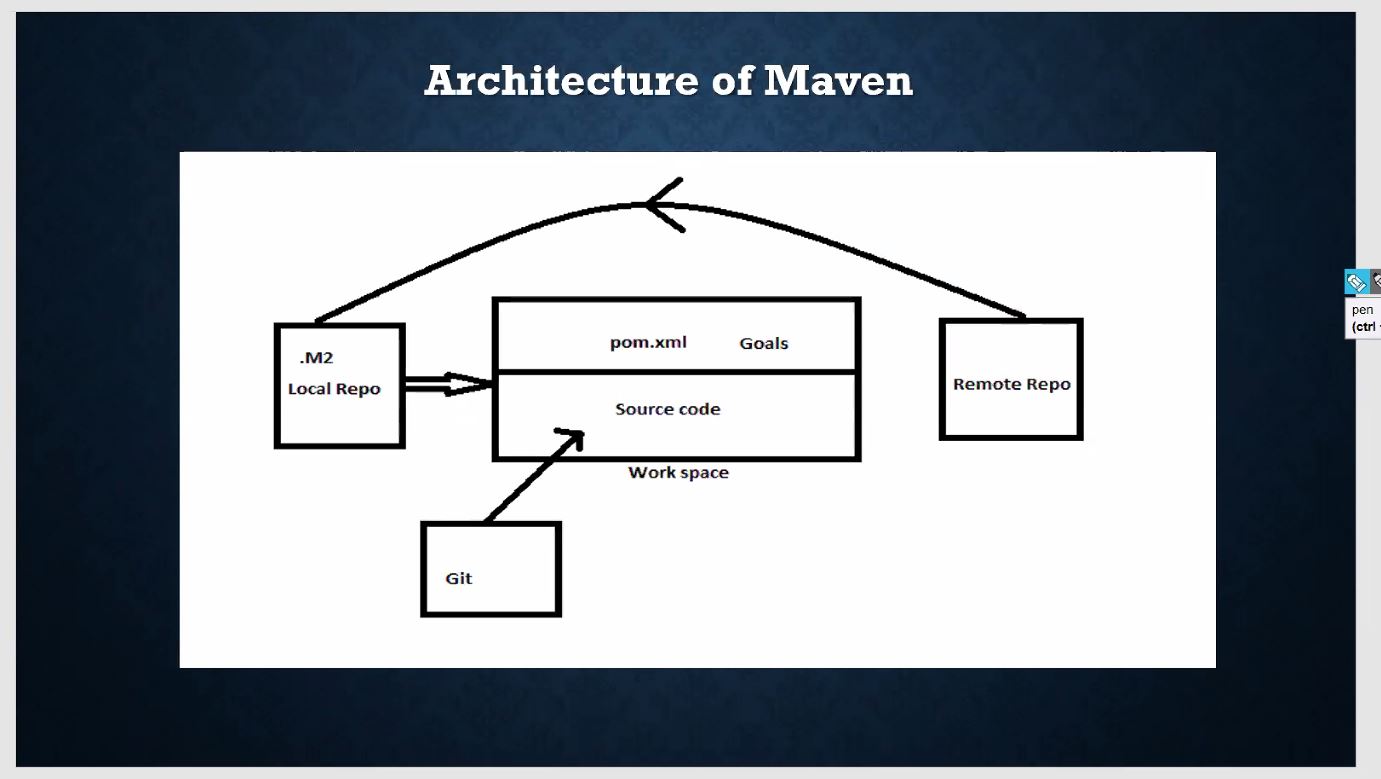 Architecture of Maven
pom.xml Goals
.M2
Local Repo
Source code
Remote Repo
Work space
Git
pen
(ctrl